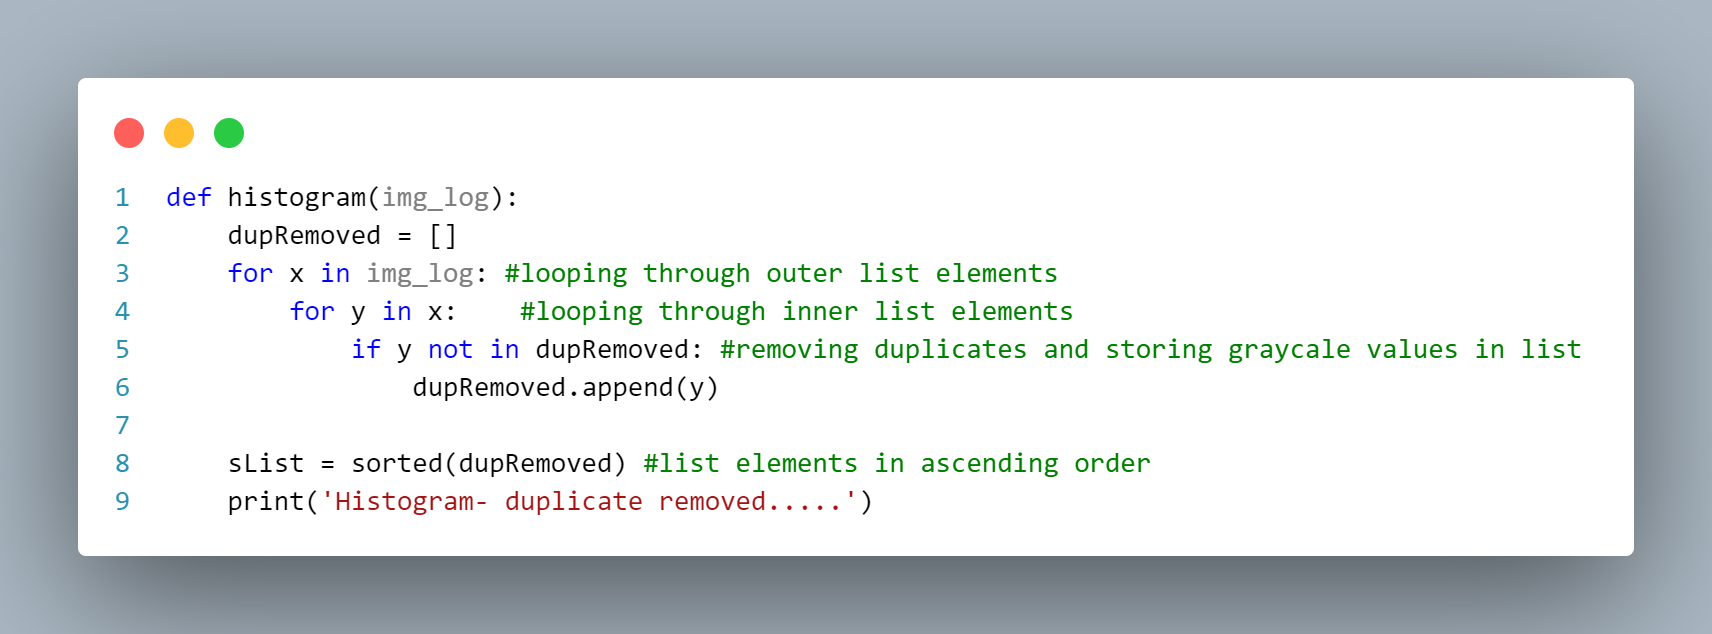 1 def histogram(img_log):
2     dupRemoved = []
3     for x in img_log: #looping through outer list elements
4         for y in x:    #looping through inner list elements
5             if y not in dupRemoved: #removing duplicates and storing graycale values in list
6                 dupRemoved.append(y)
7
8     sList = sorted(dupRemoved) #list elements in ascending order
9     print('Histogram- duplicate removed.....')